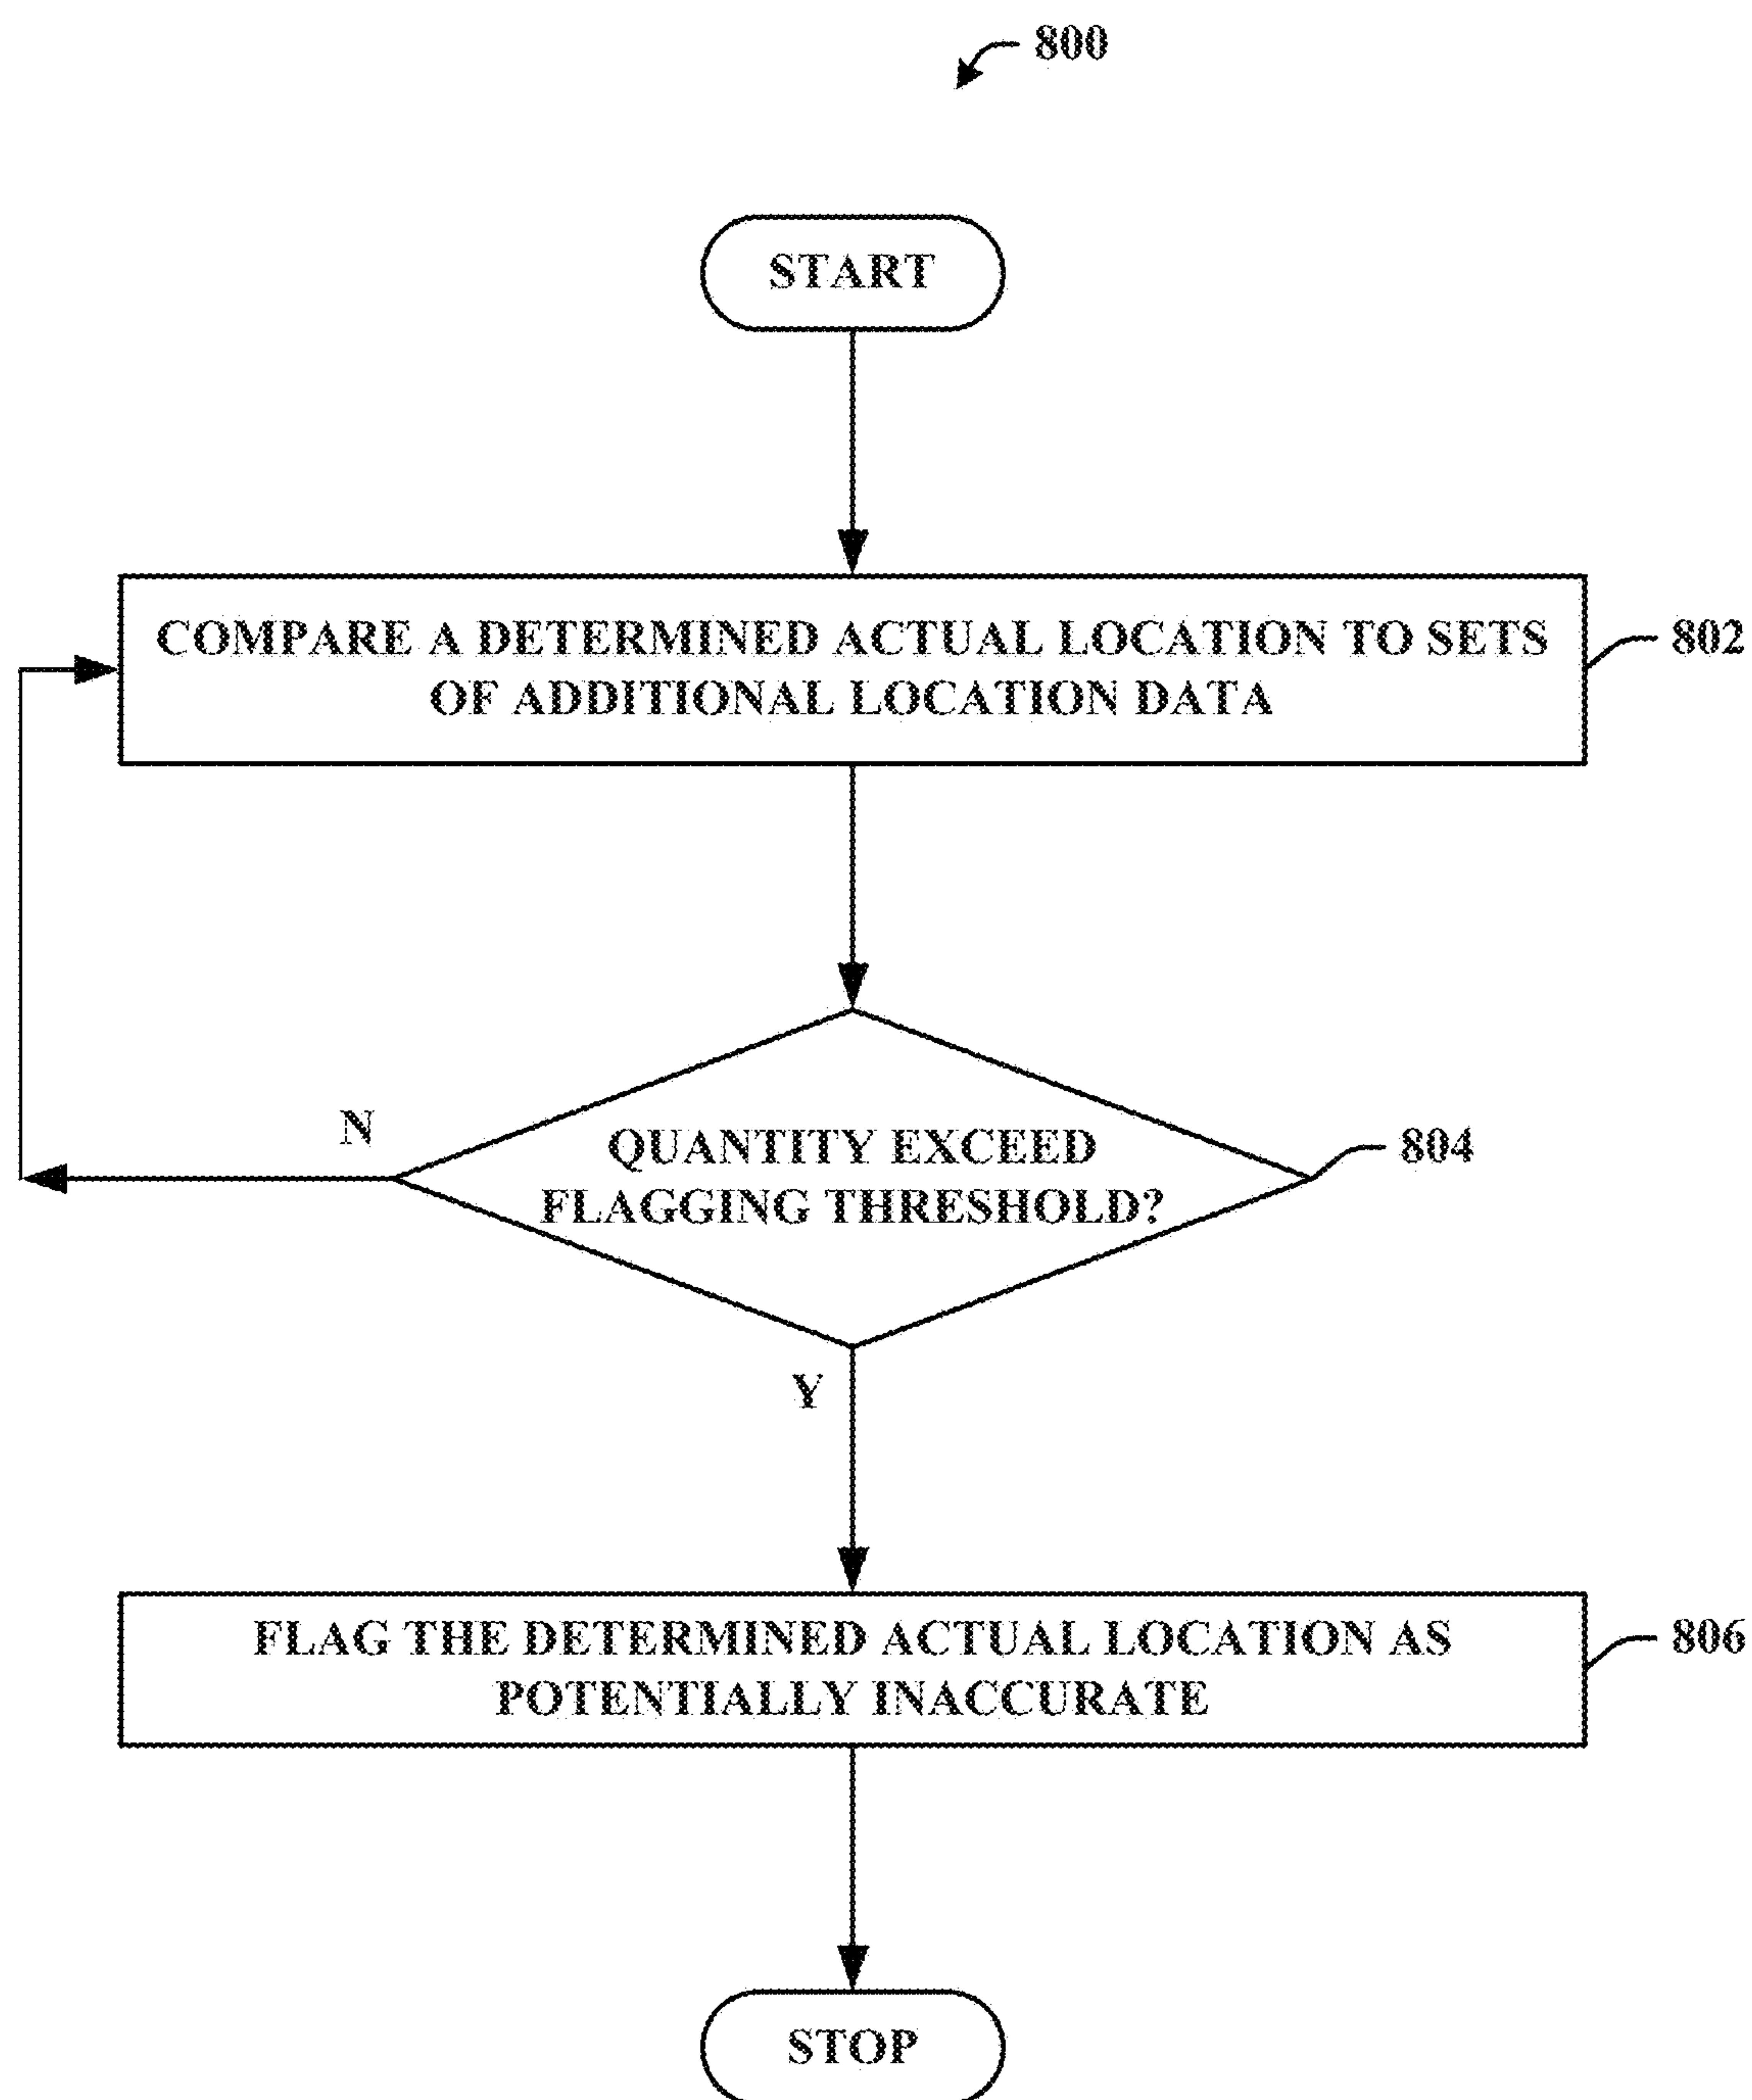 800
START
COMPARE A DETERMINED ACTUAL LOCATION TO SETS
OF ADDITIONAL LOCATION DATA
802
N
QUANTITY EXCEED
FLAGGING THRESHOLD?
804
Y
FLAG THE DETERMINED ACTUAL LOCATION AS
POTENTIALLY INACCURATE
806
STOP